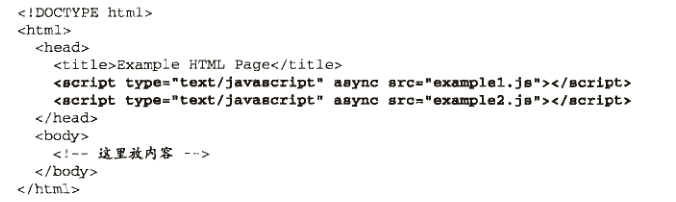 <!DOCTYPE html>
<html>
  <head>
    <title>Example HTML Page</title>
    <script type="text/javascript" async src="example1.js"></script>
    <script type="text/javascript" async src="example2.js"></script>
  </head>
  <body>
    <!-- 这里放内容 -->
  </body>
</html>